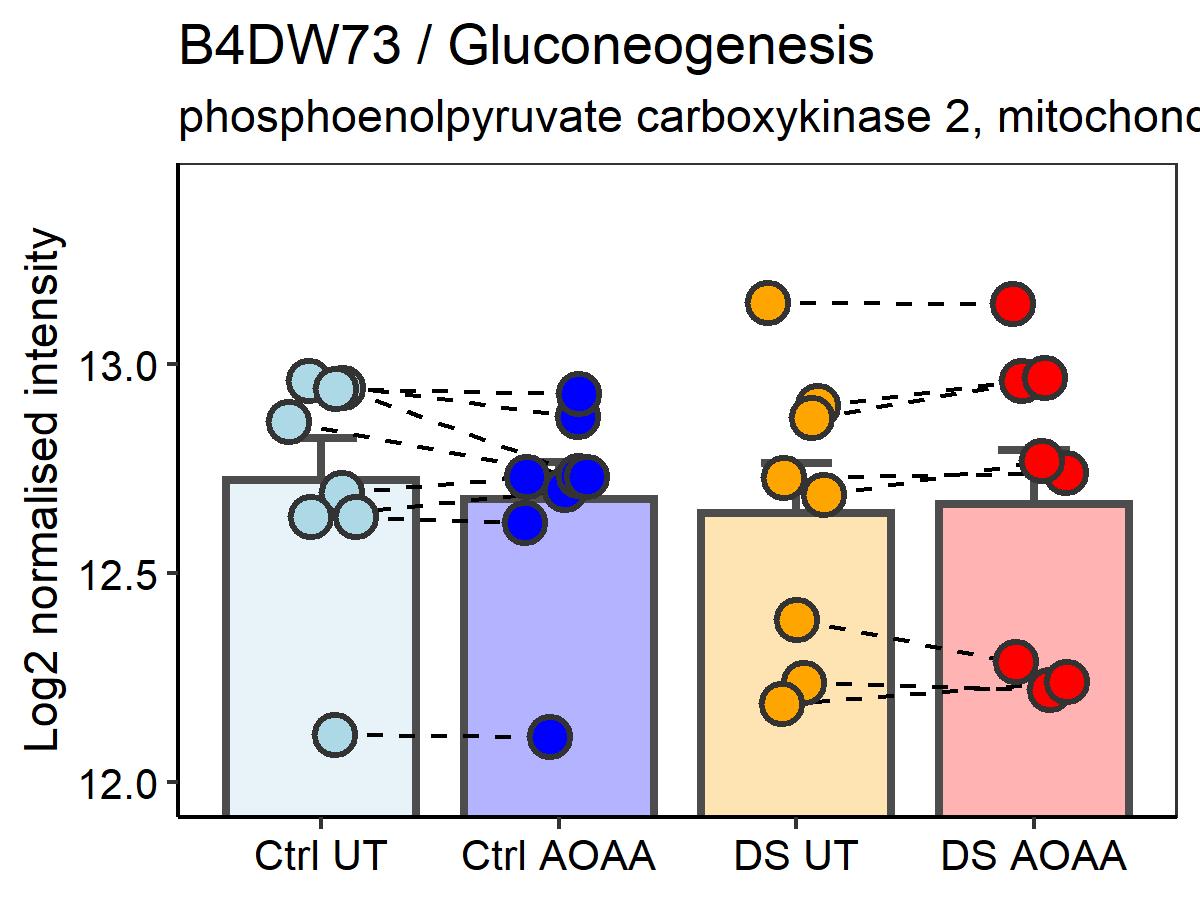 B4DW73 / Gluconeogenesis
phosphoenolpyruvate carboxykinase 2, mitochond
Log2 normalised intensity
13.0
12.5
12.0
Ctrl UT
Ctrl AOAA
DS UT
DS AOAA